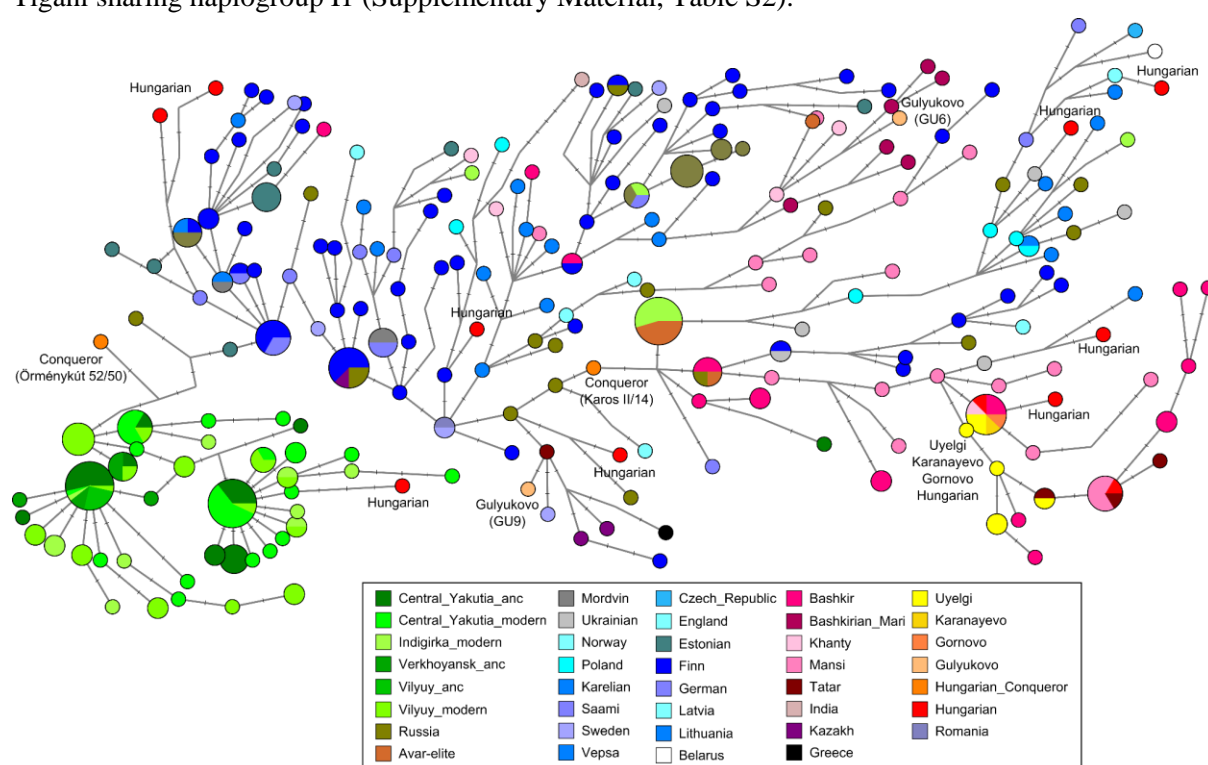 Tigani sharing haplogroup H (Supplementary Material, Table S2).
Hungarian
Hungarian
Gulyukovo
(GU6)
Hungarian
Hungarian
Conqueror
(Örménykút 52/50)
Conqueror
(Karos II/14)
Hungarian
Hungarian
Uyelgi
Karanayevo
Gornovo
Hungarian
Hungarian
Hungarian
Gulyukovo
(GU9)
Central_Yakutia_anc
Central_Yakutia_modern
Indigirka_modern
Verkhoyansk_anc
Vilyuy_anc
Vilyuy_modern
Russia
Avar-elite
Mordvin
Ukrainian
Norway
Poland
Karelian
Saami
Sweden
Vepsa
Czech_Republic
England
Estonian
Finn
German
Latvia
Lithuania
Belarus
Bashkir
Bashkirian_Mari
Khanty
Mansi
Tatar
India
Kazakh
Greece
Uyelgi
Karanayevo
Gornovo
Gulyukovo
Hungarian_Conqueror
Hungarian
Romania